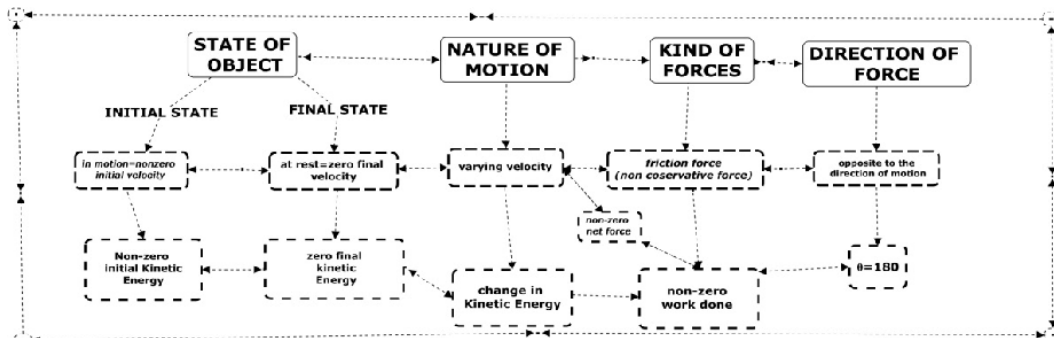 STATE OF
OBJECT
NATURE OF
MOTION
KIND OF
FORCES
DIRECTION OF
FORCE
INITIAL STATE
FINAL STATE
in motion=nonzero
initial velocity
at rest=zero final
velocity
varying velocity
friction force
(non coservative force)
opposite to the
direction of motion
non-zero
net force
Non-zero
initial Kinetic
Energy
zero final
kinetic
Energy
change in
Kinetic Energy
non-zero
work done
θ=180